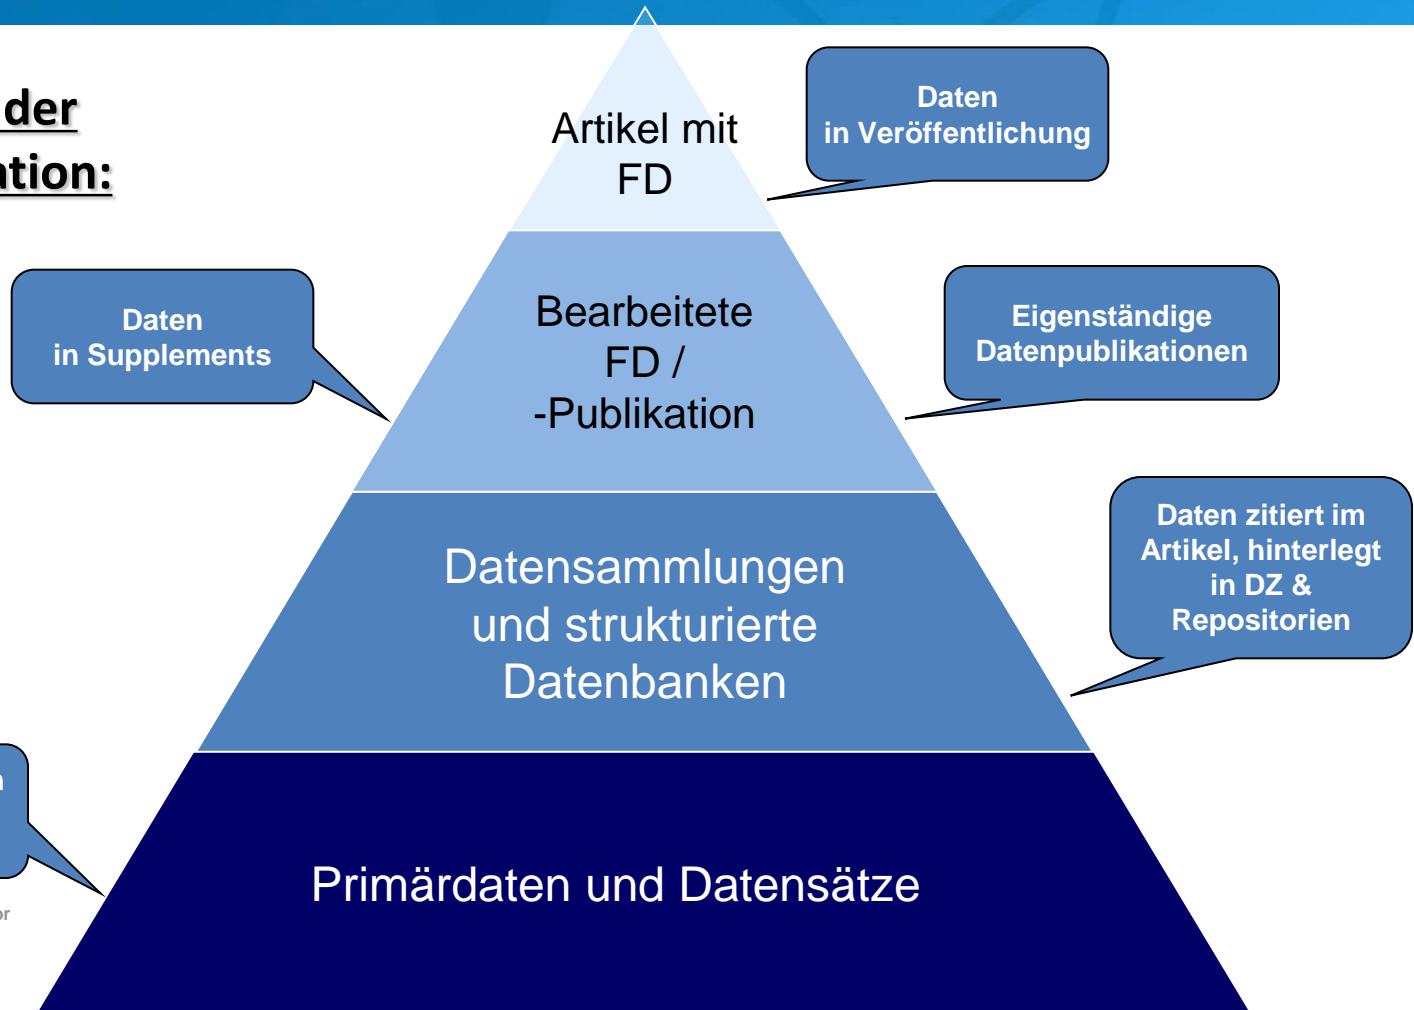 der
Artikel mit
FD
Daten
in Veröffentlichung
Daten
in Supplements
Bearbeitete
FD /
-Publikation
Eigenständige
Datenpublikationen
Datensammlungen
und strukturierte
Datenbanken
Daten zitiert im
Artikel, hinterlegt
in DZ &
Repositorien
Primärdaten und Datensätze